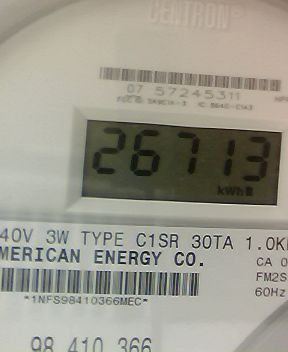 CENTRON®
07 57245311
26713
kWh
40V 3W TYPE C1SR 30TA 1.0K
MERICAN ENERGY CO.
CA 0
FM2S
60Hz
*1NFS98410366MEC*
98 410 366